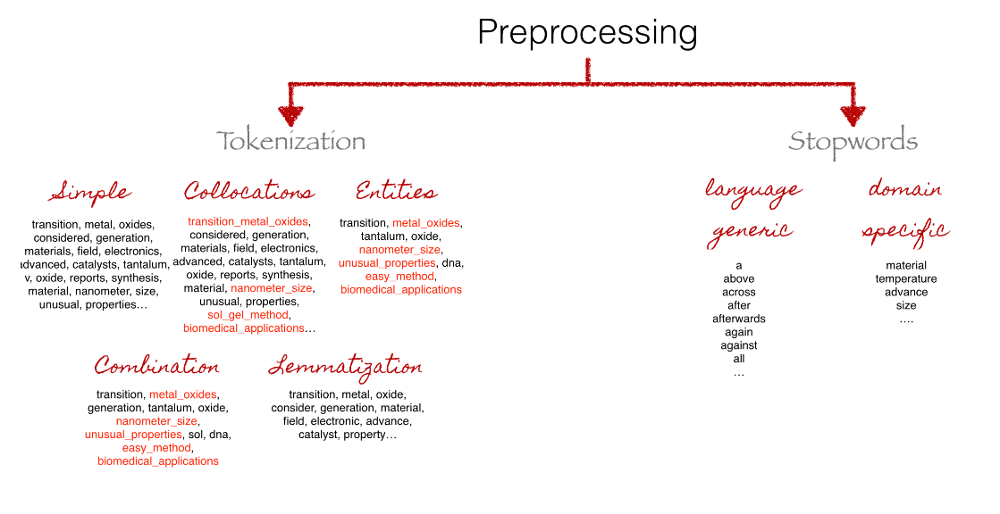 Preprocessing
Tokenization
Stopwords
Simple
transition, metal, oxides,
considered, generation,
materials, field, electronics,
advanced, catalysts, tantalum,
v, oxide, reports, synthesis,
material, nanometer, size,
unusual, properties…
Collocations
transition_metal_oxides,
considered, generation,
materials, field, electronics,
advanced, catalysts, tantalum,
oxide, reports, synthesis,
material, nanometer_size,
unusual, properties,
sol_gel_method,
biomedical_applications…
Entities
transition, metal_oxides,
tantalum, oxide,
nanometer_size,
unusual_properties, dna,
easy_method,
biomedical_applications
Combination
transition, metal_oxides,
generation, tantalum, oxide,
nanometer_size,
unusual_properties, sol, dna,
easy_method,
biomedical_applications
Lemmatization
transition, metal, oxide,
consider, generation, material,
field, electronic, advance,
catalyst, property…
language
generic
a
above
across
after
afterwards
again
against
all
…
domain
specific
material
temperature
advance
size
….